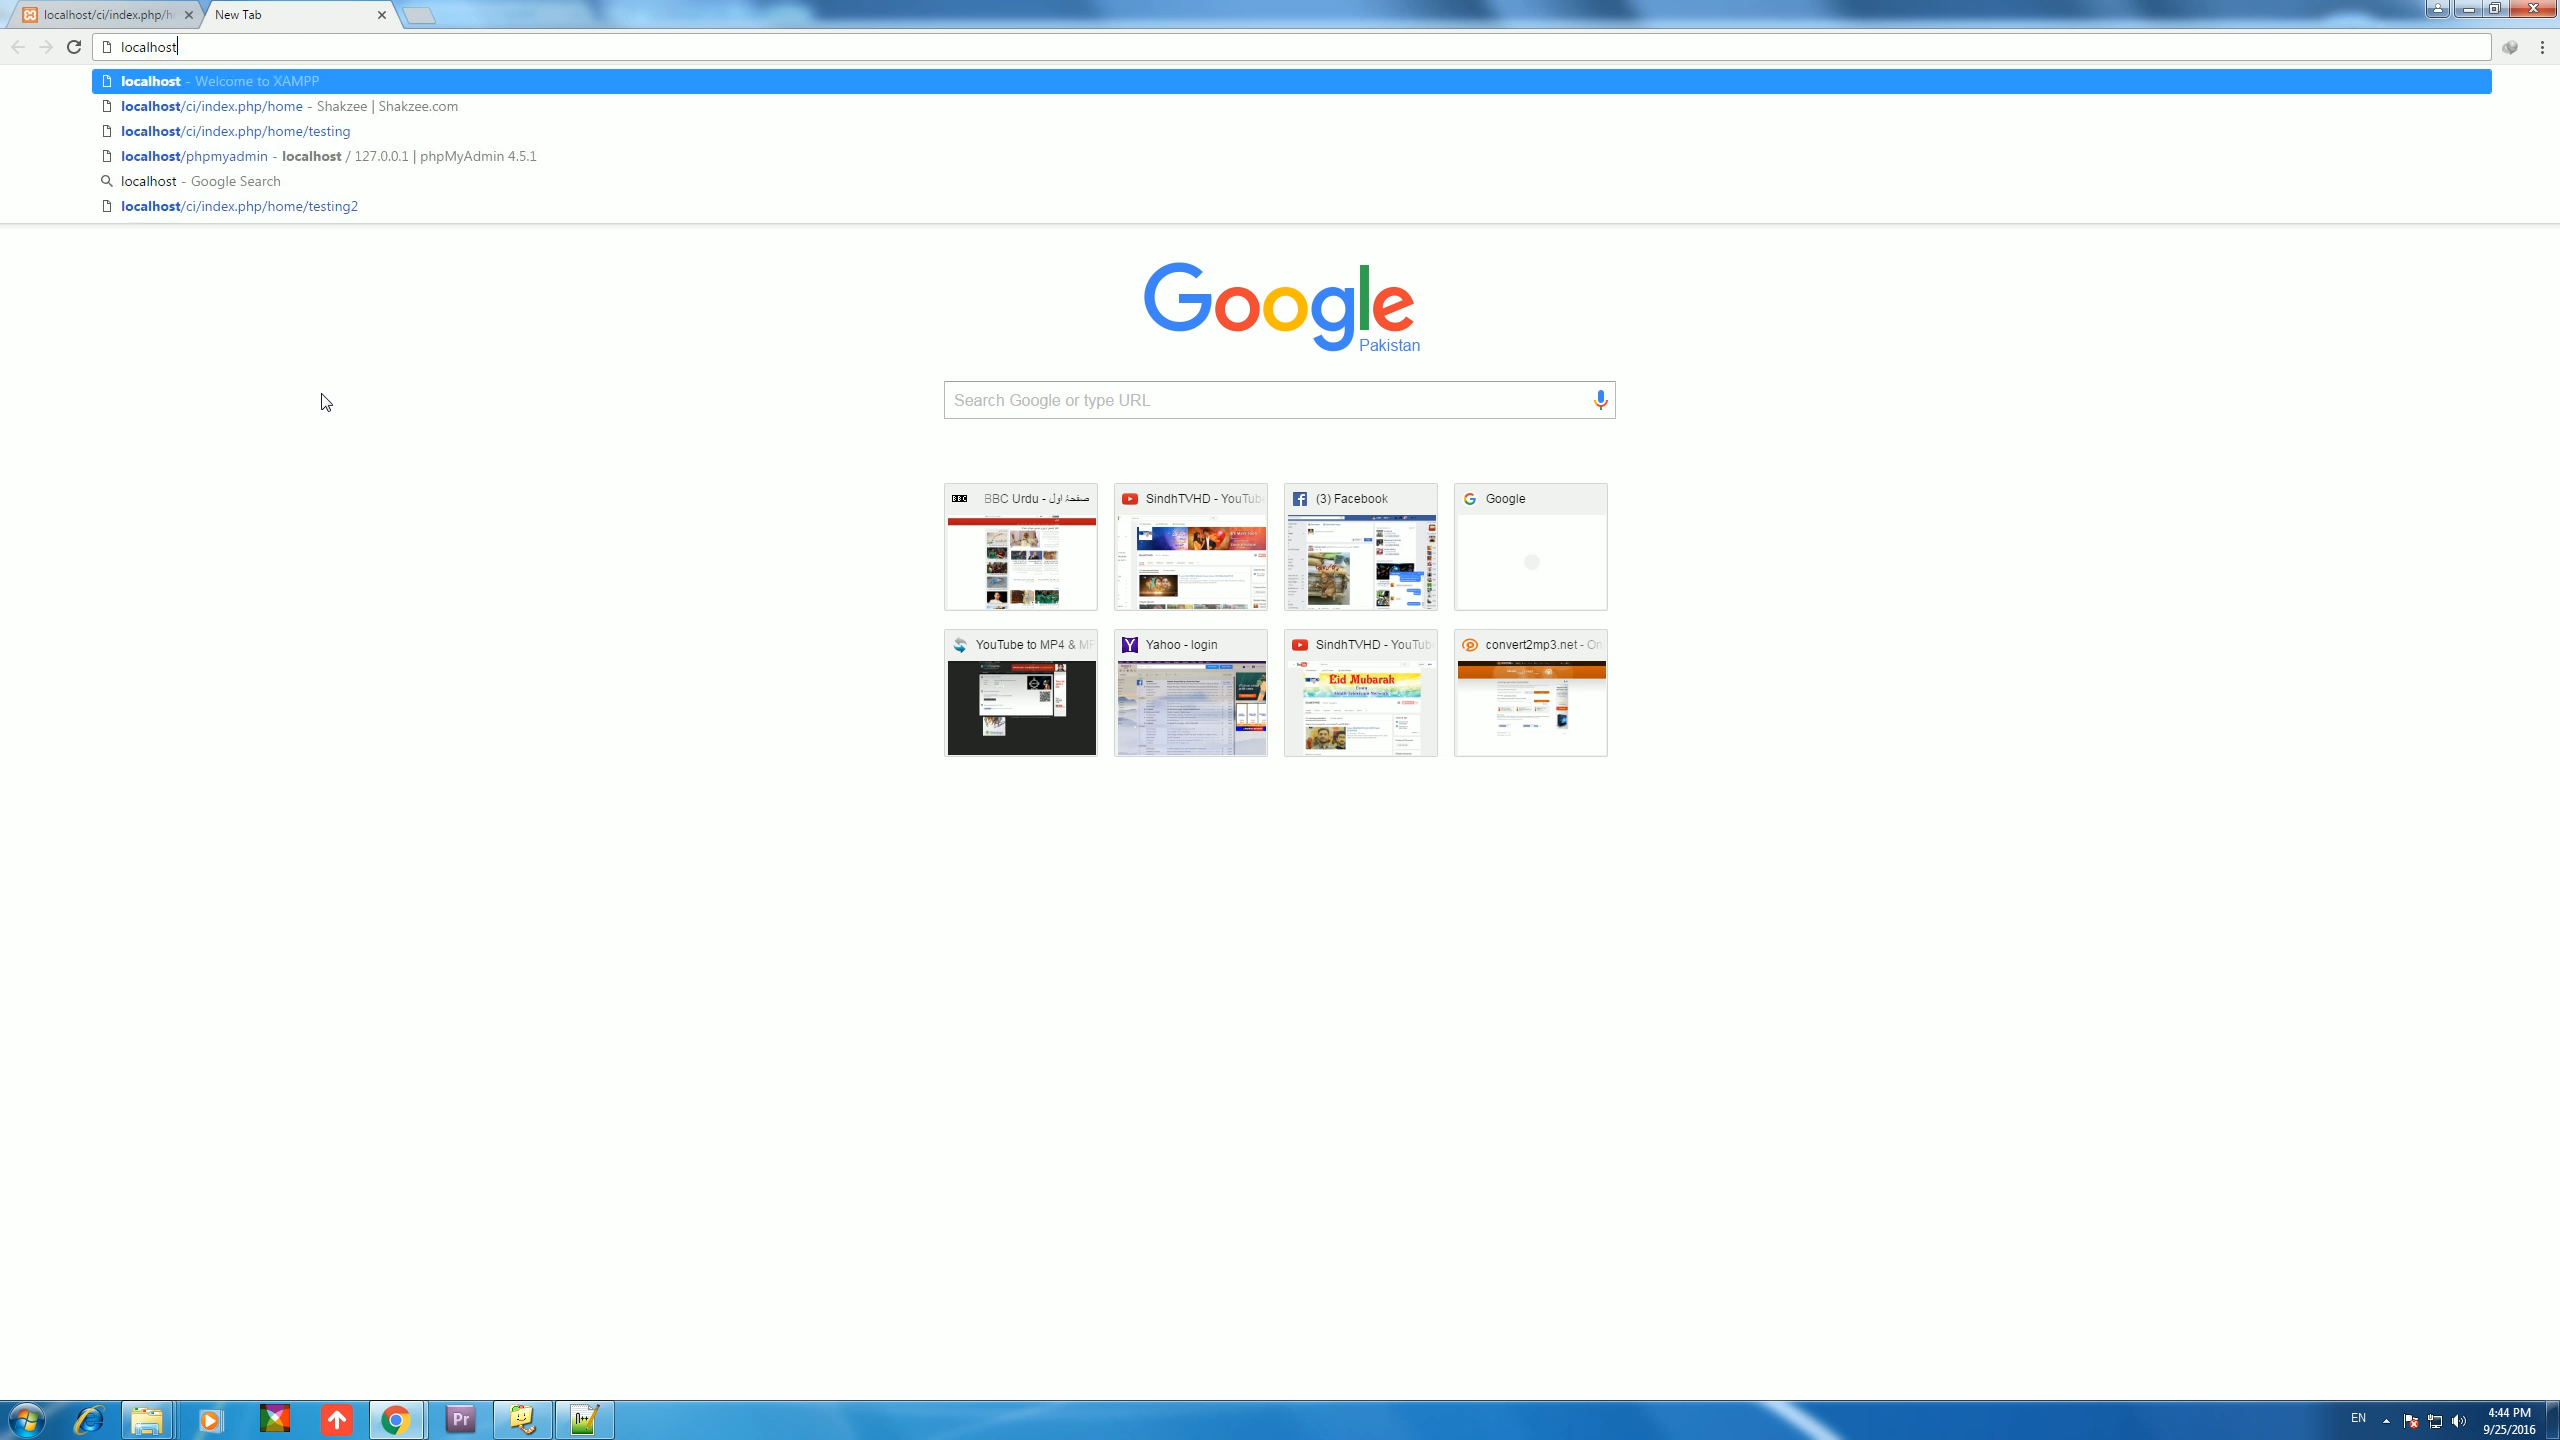 localhost/ci/index.php/h
New Tab
localhost
localhost - Welcome to XAMPP
localhost/ci/index.php/home - Shakzee | Shakzee.com
localhost/ci/index.php/home/testing
localhost/phpmyadmin - localhost / 127.0.0.1 | phpMyAdmin 4.5.1
localhost - Google Search
localhost/ci/index.php/home/testing2
Google
Pakistan
Search Google or type URL
BBC BBC Urdu - صفحۂ اول
SindhTVHD - YouTub
(3) Facebook
Google
YouTube to MP4 & MP
Yahoo - login
SindhTVHD - YouTub
convert2mp3.net - On
Eid Mubarak
Pr
EN
4:44 PM
9/25/2016